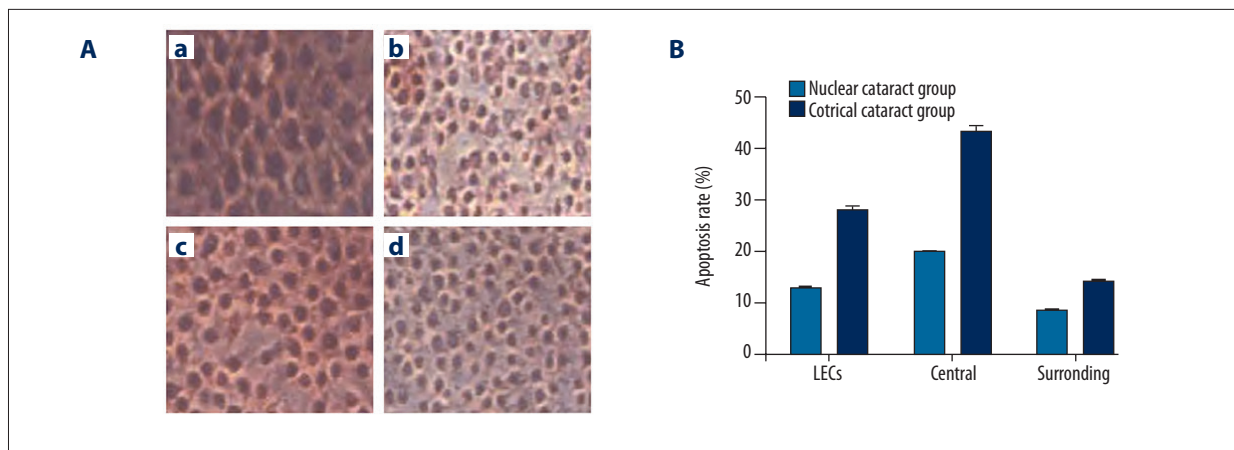 A
a
b
c
d
B
Nuclear cataract group
Cotrical cataract group
Apoptosis rate (%)
50
40
30
20
10
0
LECs Central Surronding